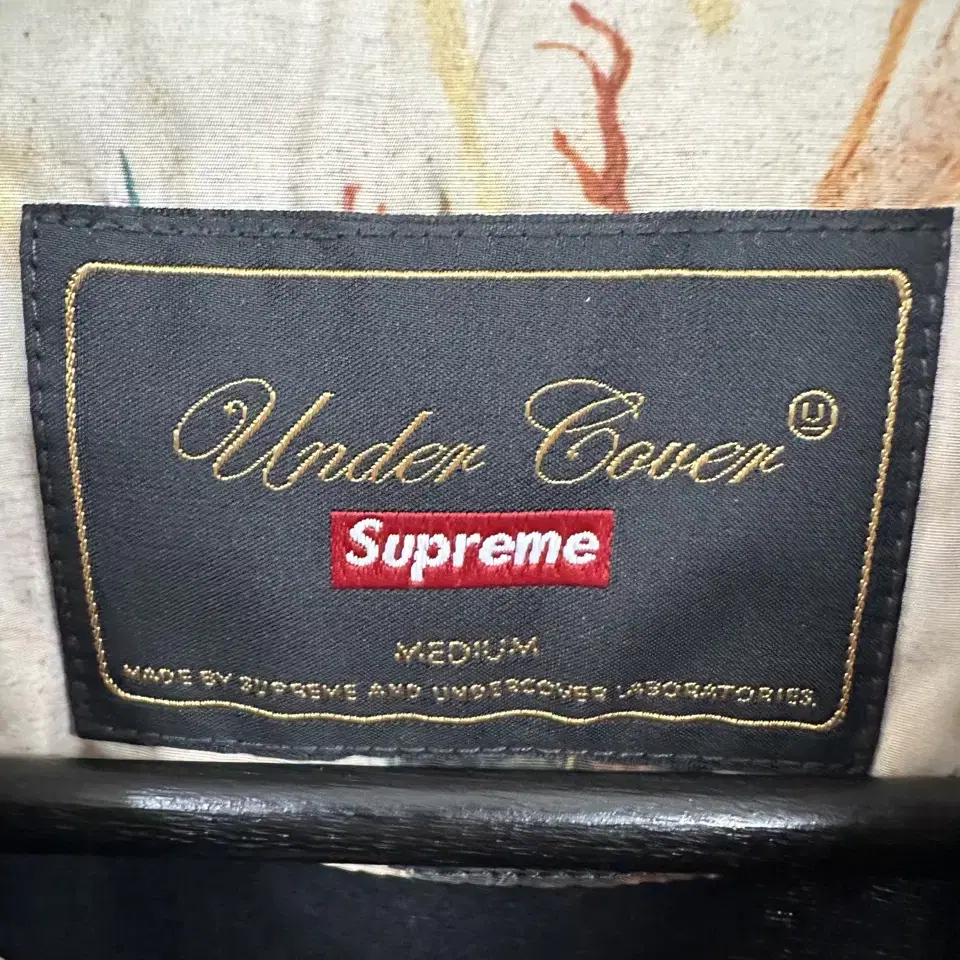 Under Cover
U
Supreme
MEDIUM
MADE BY SUPREME AND UNDERCOVER LABORATORIES.